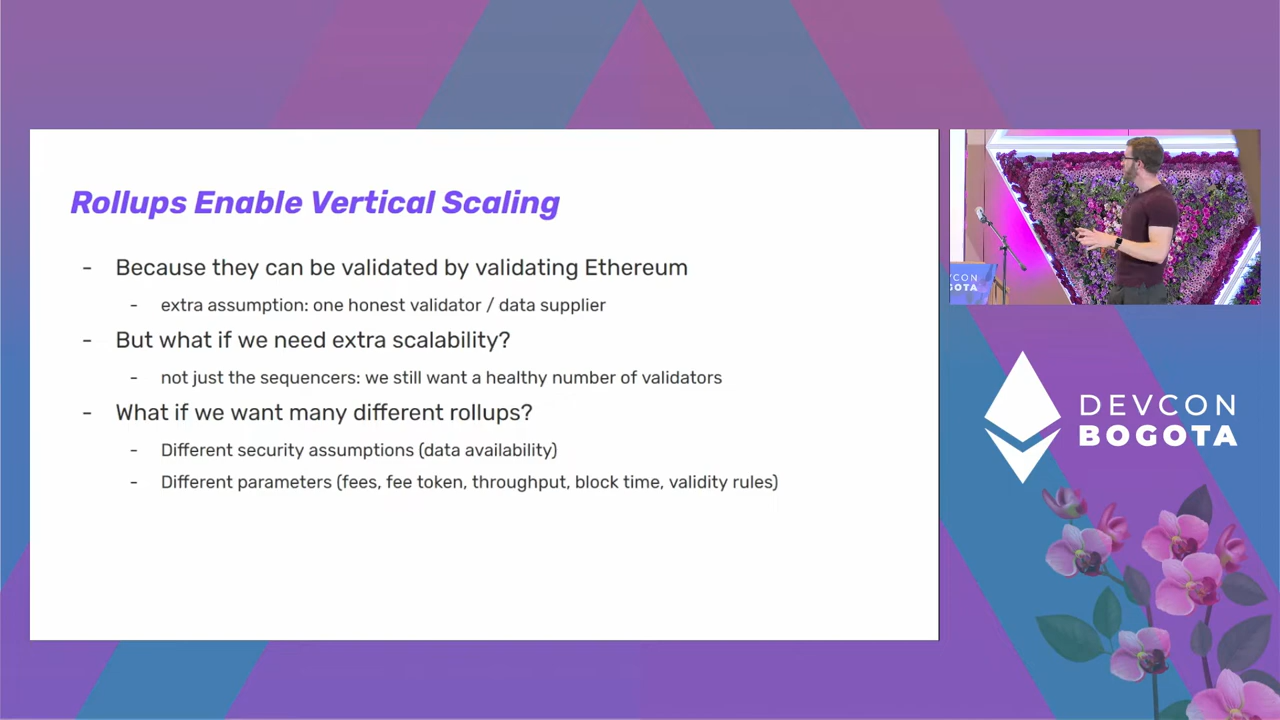 Rollups Enable Vertical Scaling
- Because they can be validated by validating Ethereum
- extra assumption: one honest validator / data supplier
- But what if we need extra scalability?
- not just the sequencers: we still want a healthy number of validators
- What if we want many different rollups?
- Different security assumptions (data availability)
- Different parameters (fees, fee token, throughput, block time, validity rules)
CON
GOTA
DEVCON
BOGOTA